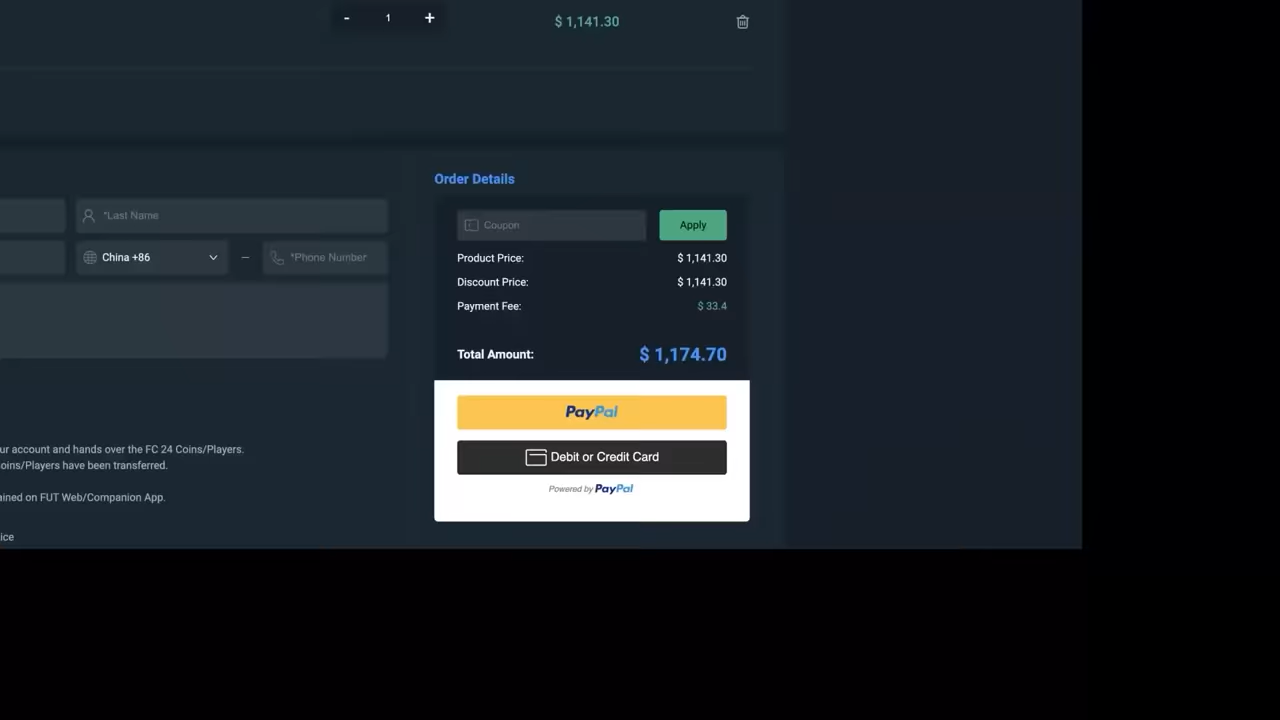 - 1 + $ 1,141.30
Order Details
*Last Name
Coupon Apply
China +86 – *Phone Number
Product Price: $ 1,141.30
Discount Price: $ 1,141.30
Payment Fee: $ 33.4
Total Amount: $ 1,174.70
PayPal
Debit or Credit Card
Powered by PayPal
ur account and hands over the FC 24 Coins/Players.
oins/Players have been transferred.
ained on FUT Web/Companion App.
ice